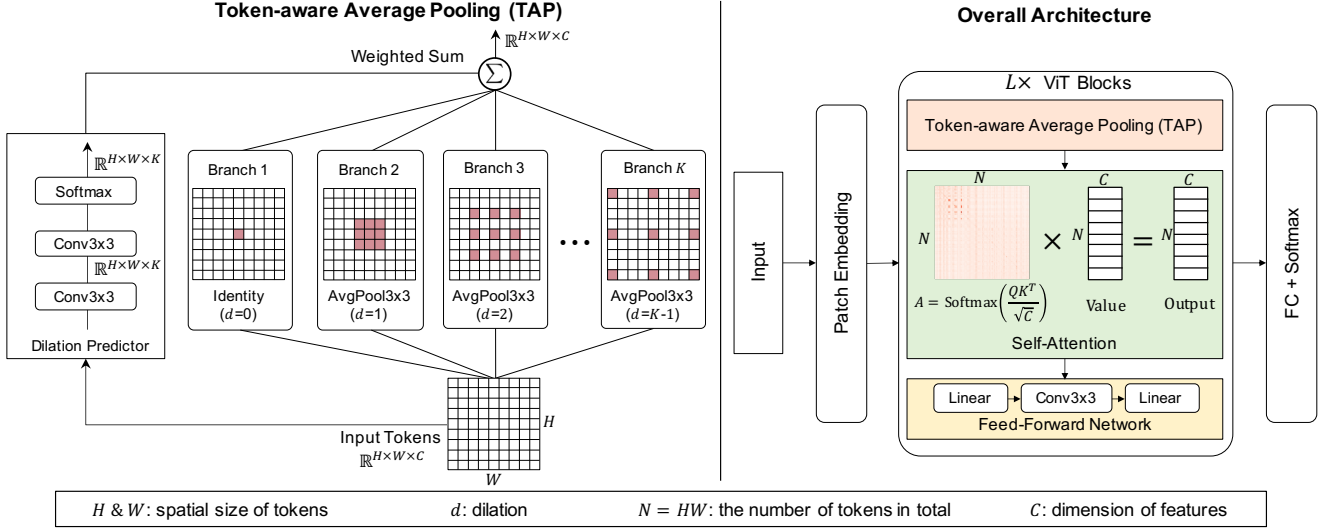 Token-aware Average Pooling (TAP)
ℝ^{H×W×C}
Weighted Sum
∑
ℝ^{H×W×K}
Softmax
Conv3x3
ℝ^{H×W×K}
Conv3x3
Dilation Predictor
Branch 1
Identity
(d=0)
Branch 2
AvgPool3x3
(d=1)
Branch 3
AvgPool3x3
(d=2)
•••
Branch K
AvgPool3x3
(d=K-1)
Input Tokens
ℝ^{H×W×C}
H
W
Overall Architecture
Input
Patch Embedding
L× ViT Blocks
Token-aware Average Pooling (TAP)
N
N
A = Softmax(QK^T/√C)
×
C
N
Value
=
C
N
Output
Self-Attention
Linear
Conv3x3
Linear
Feed-Forward Network
FC + Softmax
H & W: spatial size of tokens d: dilation N = HW: the number of tokens in total C: dimension of features